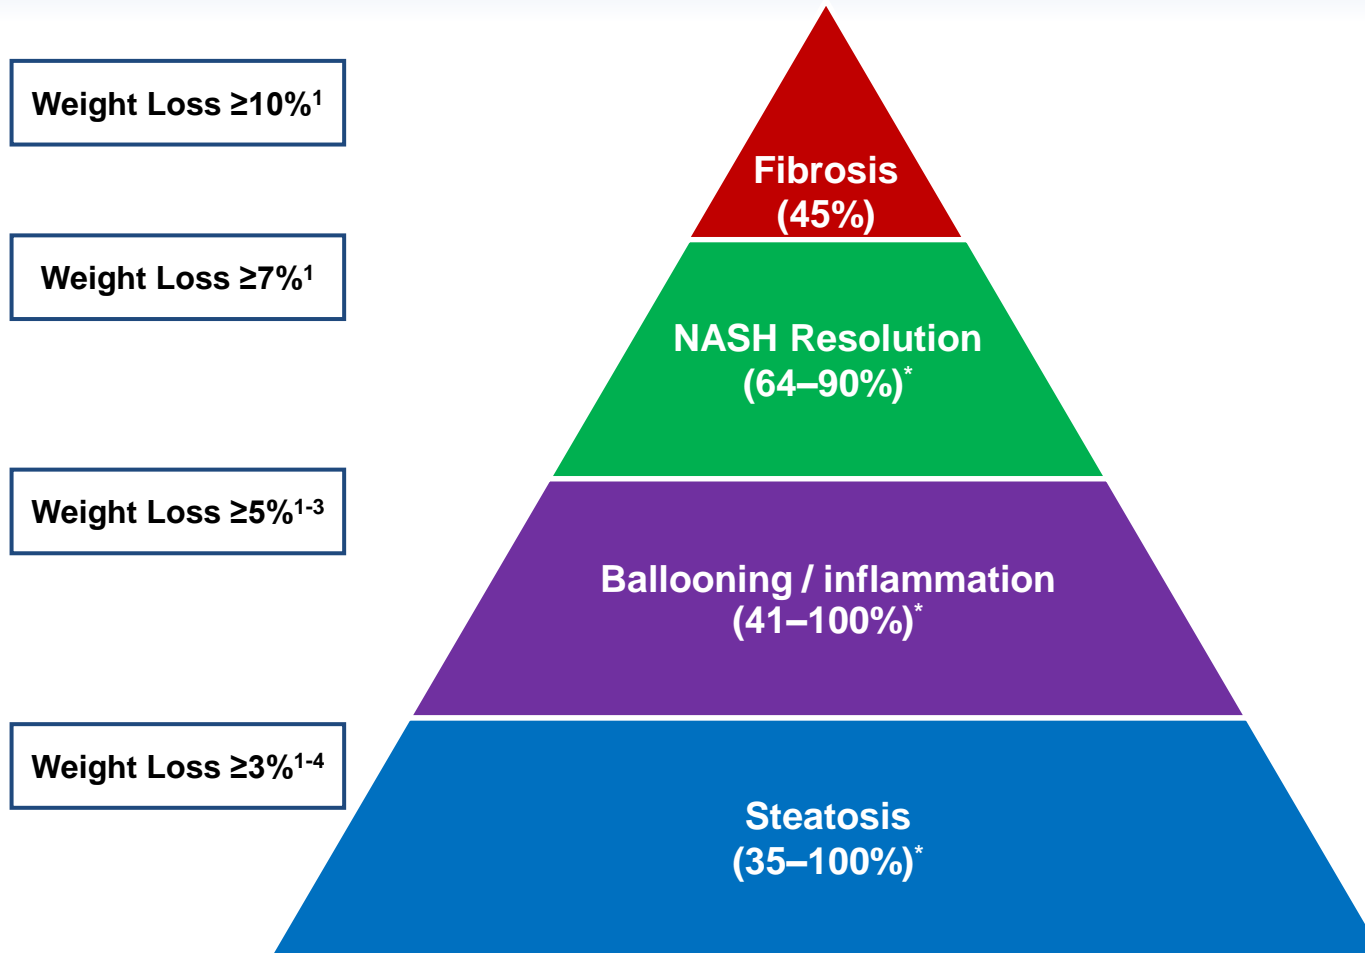 Weight Loss ≥10%¹
Fibrosis
(45%)
Weight Loss ≥7%¹
NASH Resolution
(64–90%)*
Weight Loss ≥5%¹⁻³
Ballooning / inflammation
(41–100%)*
Weight Loss ≥3%¹⁻⁴
Steatosis
(35–100%)*